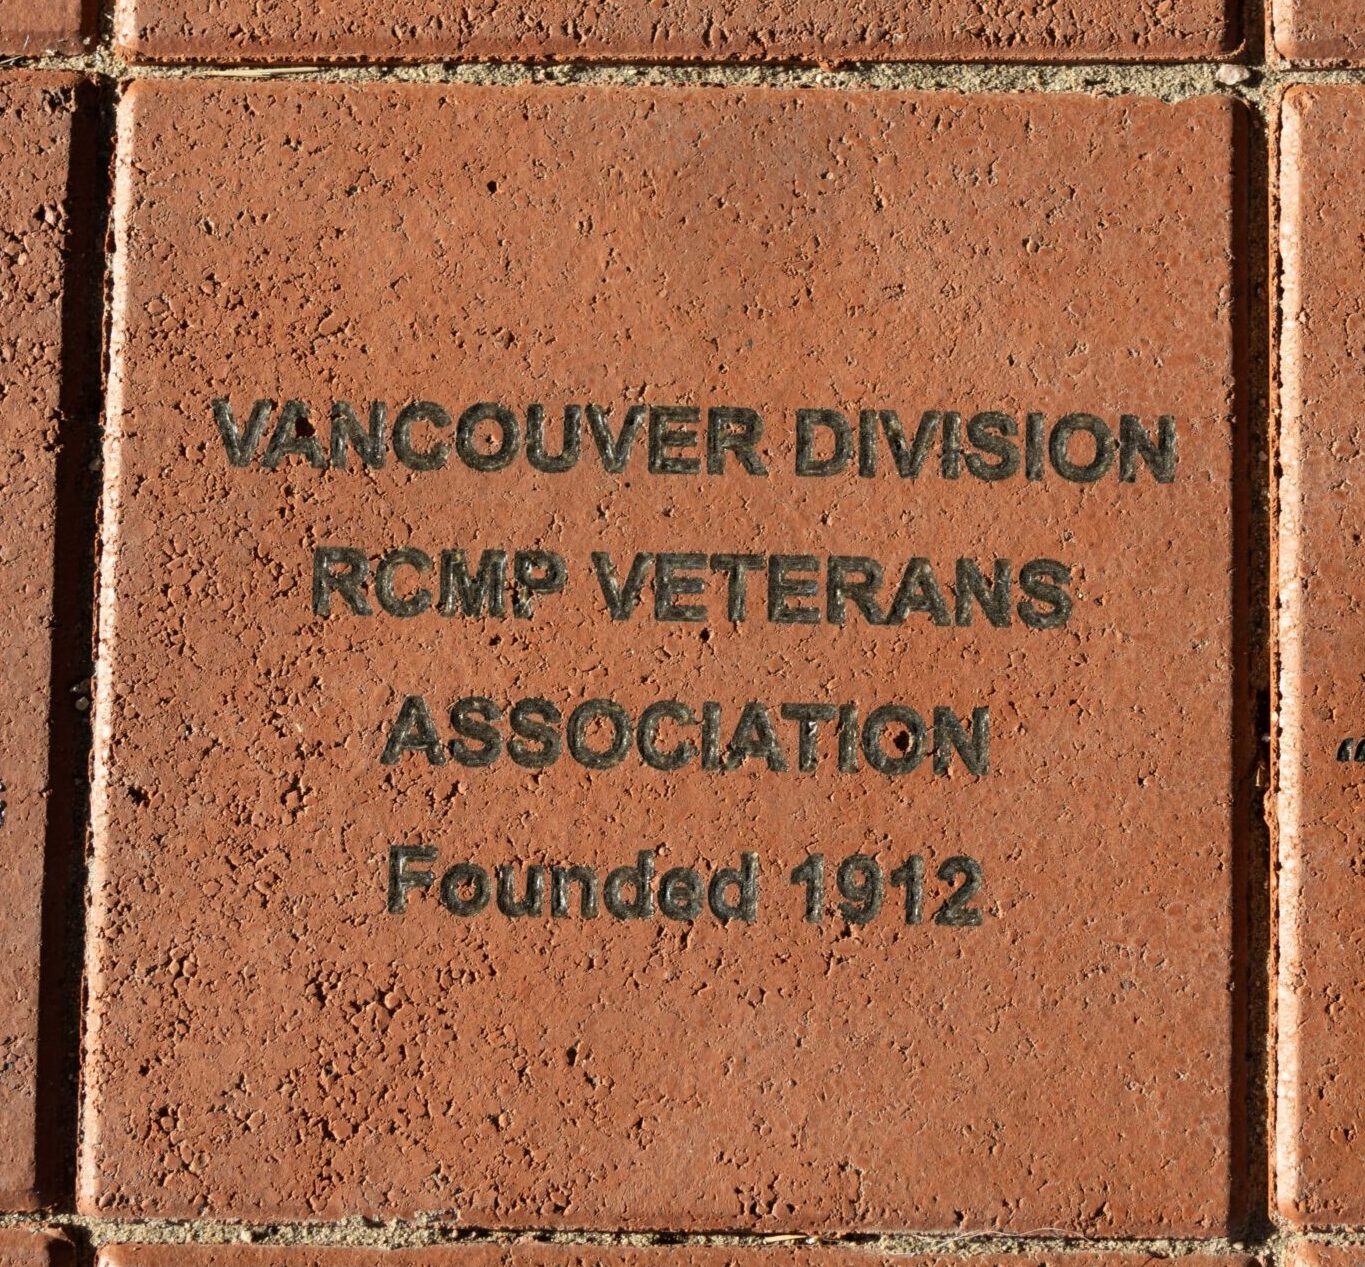 VANCOUVER DIVISION
RCMP VETERANS
ASSOCIATION
Founded 1912
“